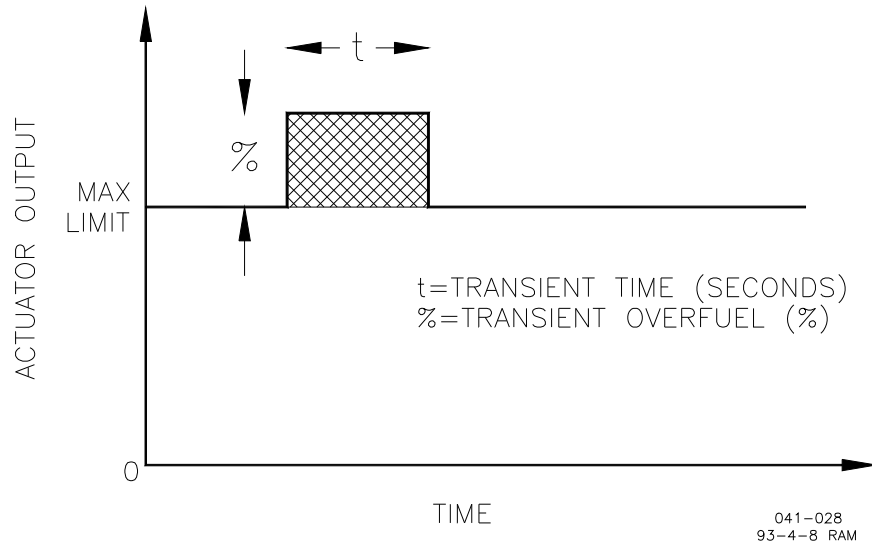 t
%
ACTUATOR OUTPUT
MAX
LIMIT
t=TRANSIENT TIME (SECONDS)
%=TRANSIENT OVERFUEL (%)
0
TIME
041-028
93-4-8 RAM